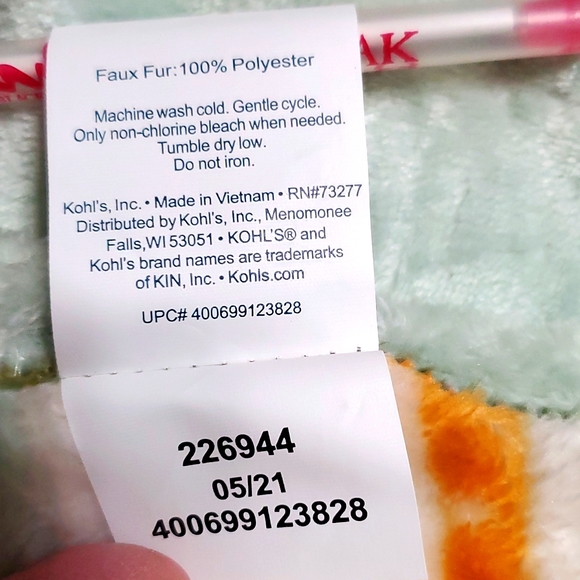 AK
Faux Fur:100% Polyester
Machine wash cold. Gentle cycle.
Only non-chlorine bleach when needed.
Tumble dry low.
Do not iron.
Kohl's, Inc. • Made in Vietnam • RN#73277
Distributed by Kohl's, Inc., Menomonee
Falls,WI 53051 • KOHL'S® and
Kohl's brand names are trademarks
of KIN, Inc. • Kohls.com
UPC# 400699123828
226944
05/21
400699123828